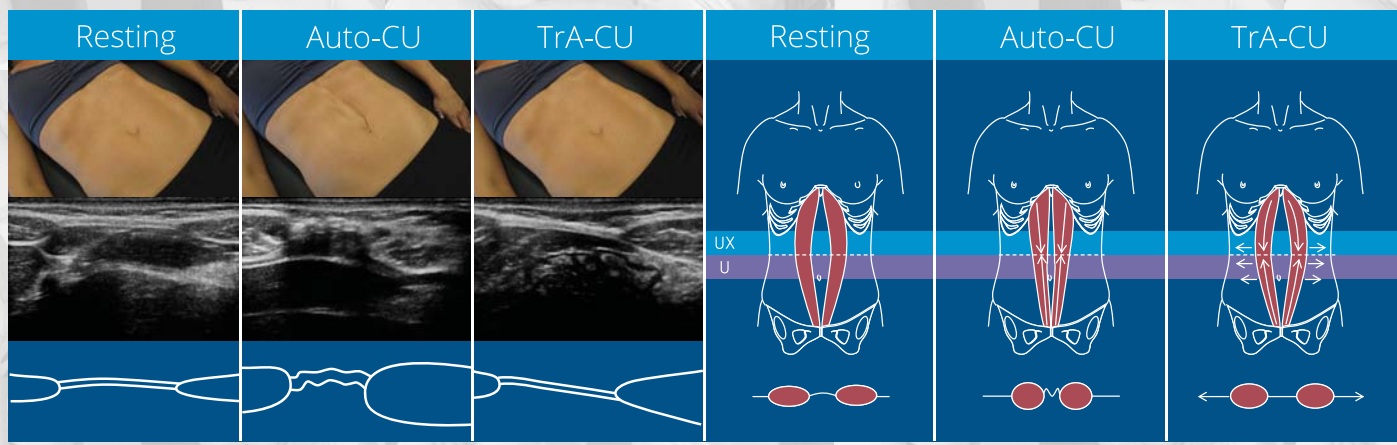 Resting
Auto-CU
TrA-CU
Resting
Auto-CU
TrA-CU
UX
U